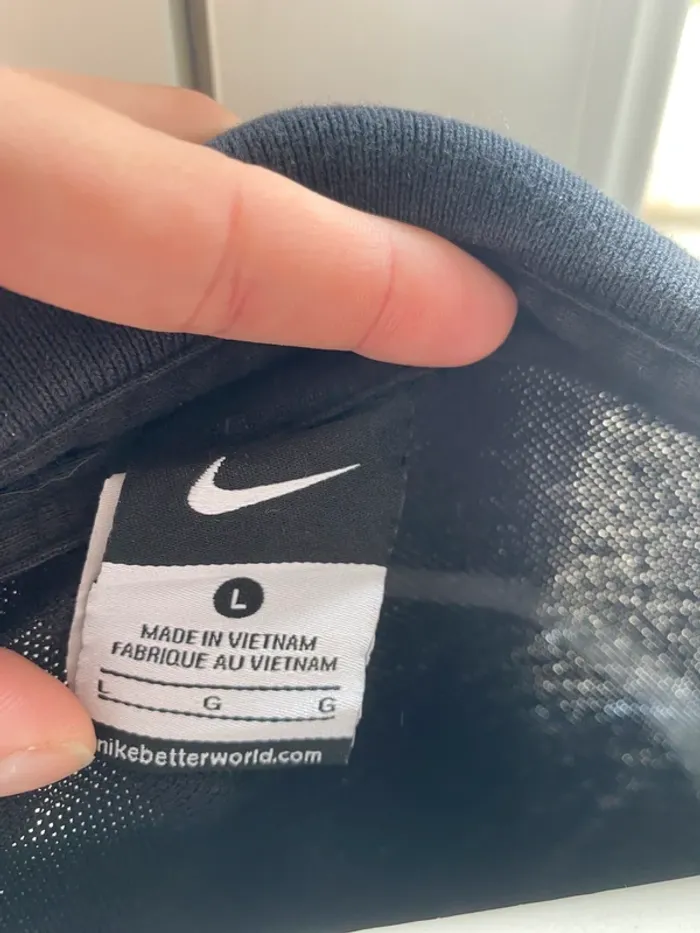 L
MADE IN VIETNAM
FABRIQUE AU VIETNAM
L G G
nikebetterworld.com